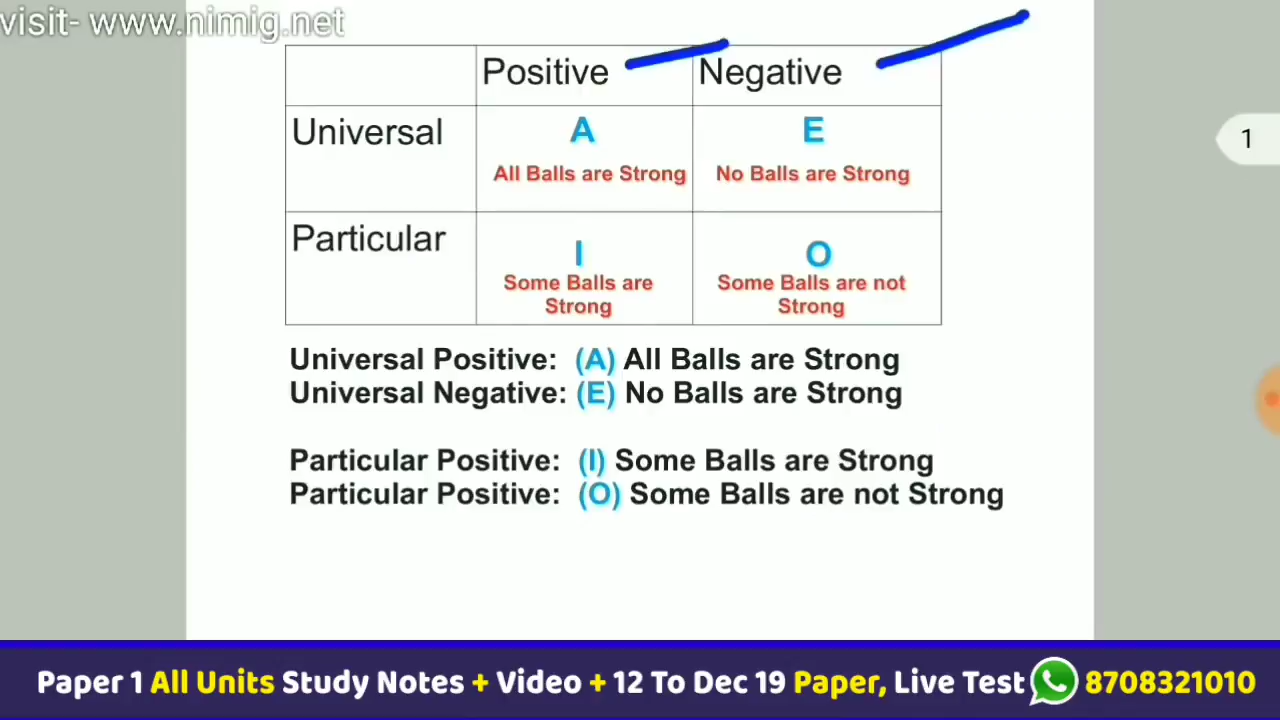 visit- www.nimig.net
Positive Negative
Universal
A E
All Balls are Strong No Balls are Strong
Particular
I O
Some Balls are Some Balls are not
Strong Strong
1
Universal Positive: (A) All Balls are Strong
Universal Negative: (E) No Balls are Strong
Particular Positive: (I) Some Balls are Strong
Particular Positive: (O) Some Balls are not Strong
Paper 1 All Units Study Notes + Video + 12 To Dec 19 Paper, Live Test 8708321010